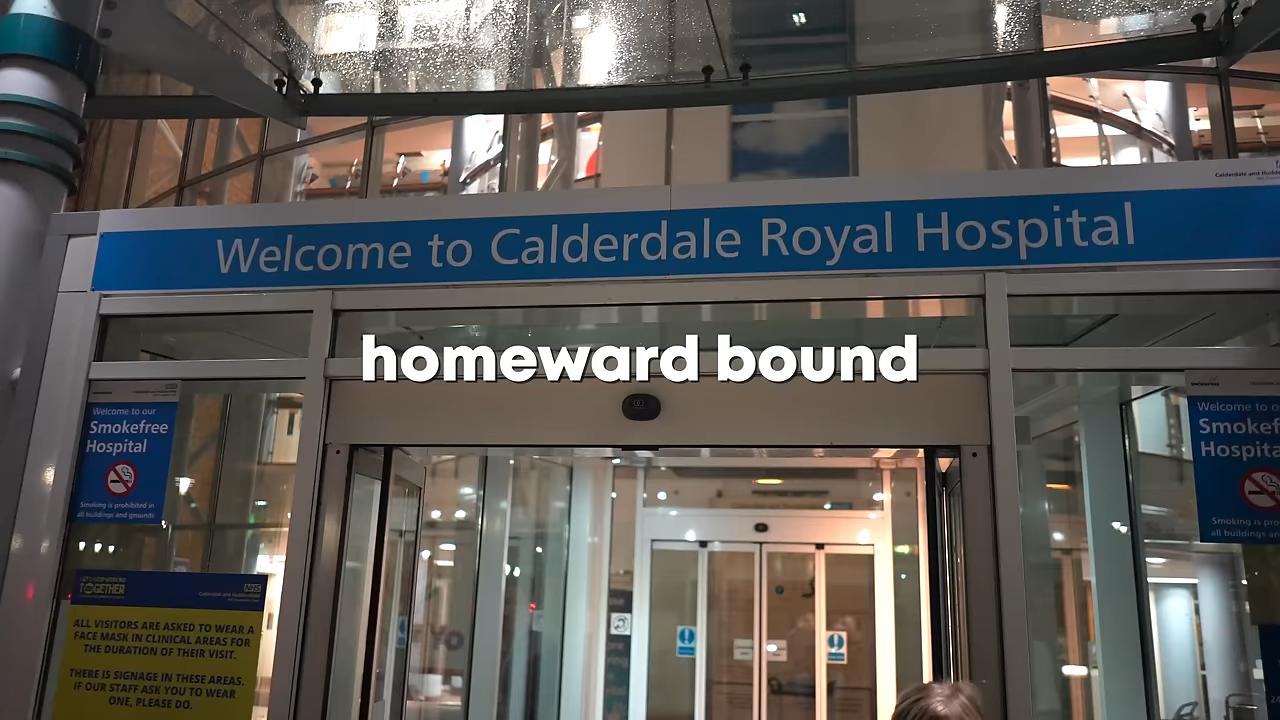 Welcome to Calderdale Royal Hospital
homeward bound
Welcome to our
Smokefree
Hospital
Smoking is prohibited in
all buildings and grounds
TOGETHER
NHS
ALL VISITORS ARE ASKED TO WEAR A
FACE MASK IN CLINICAL AREAS FOR
THE DURATION OF THEIR VISIT.
THERE IS SIGNAGE IN THESE AREAS.
IF OUR STAFF ASK YOU TO WEAR
ONE, PLEASE DO.
Welcome to o
Smokef
Hospita
Smoking is pro
all buildings an